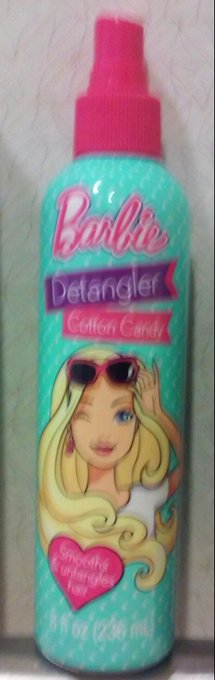 Barbie
Detangler
Cotton Candy
Smooths
& untangles
hair
8 fl oz (236 mL)